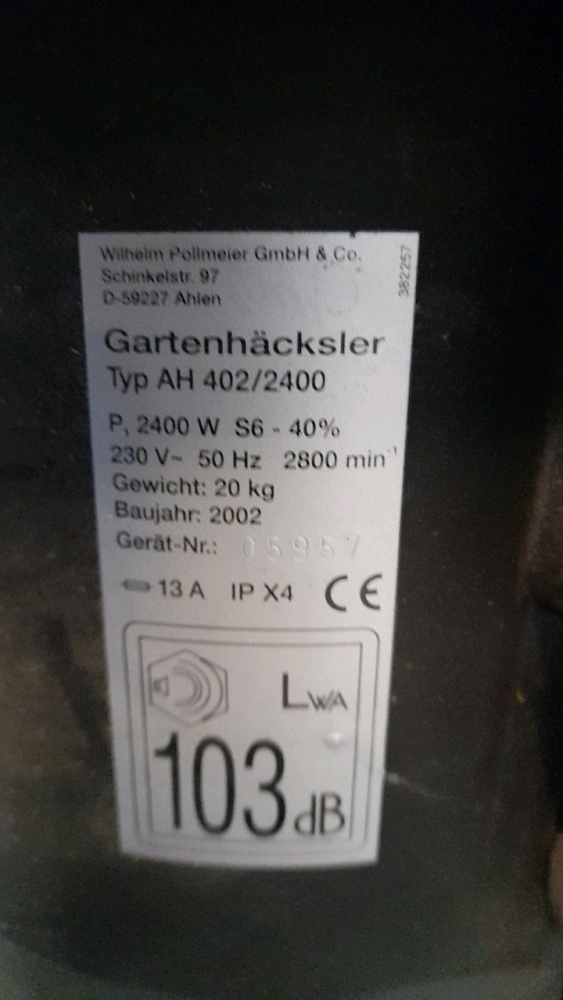 Wilhelm Pollmeier GmbH & Co.
Schinkelstr. 97
D-59227 Ahlen
382257
Gartenhäcksler
Typ AH 402/2400
P, 2400 W S6 - 40%
230 V~ 50 Hz 2800 min⁻¹
Gewicht: 20 kg
Baujahr: 2002
Gerät-Nr.: 05957
13 A IP X4 CE
LWA
103 dB